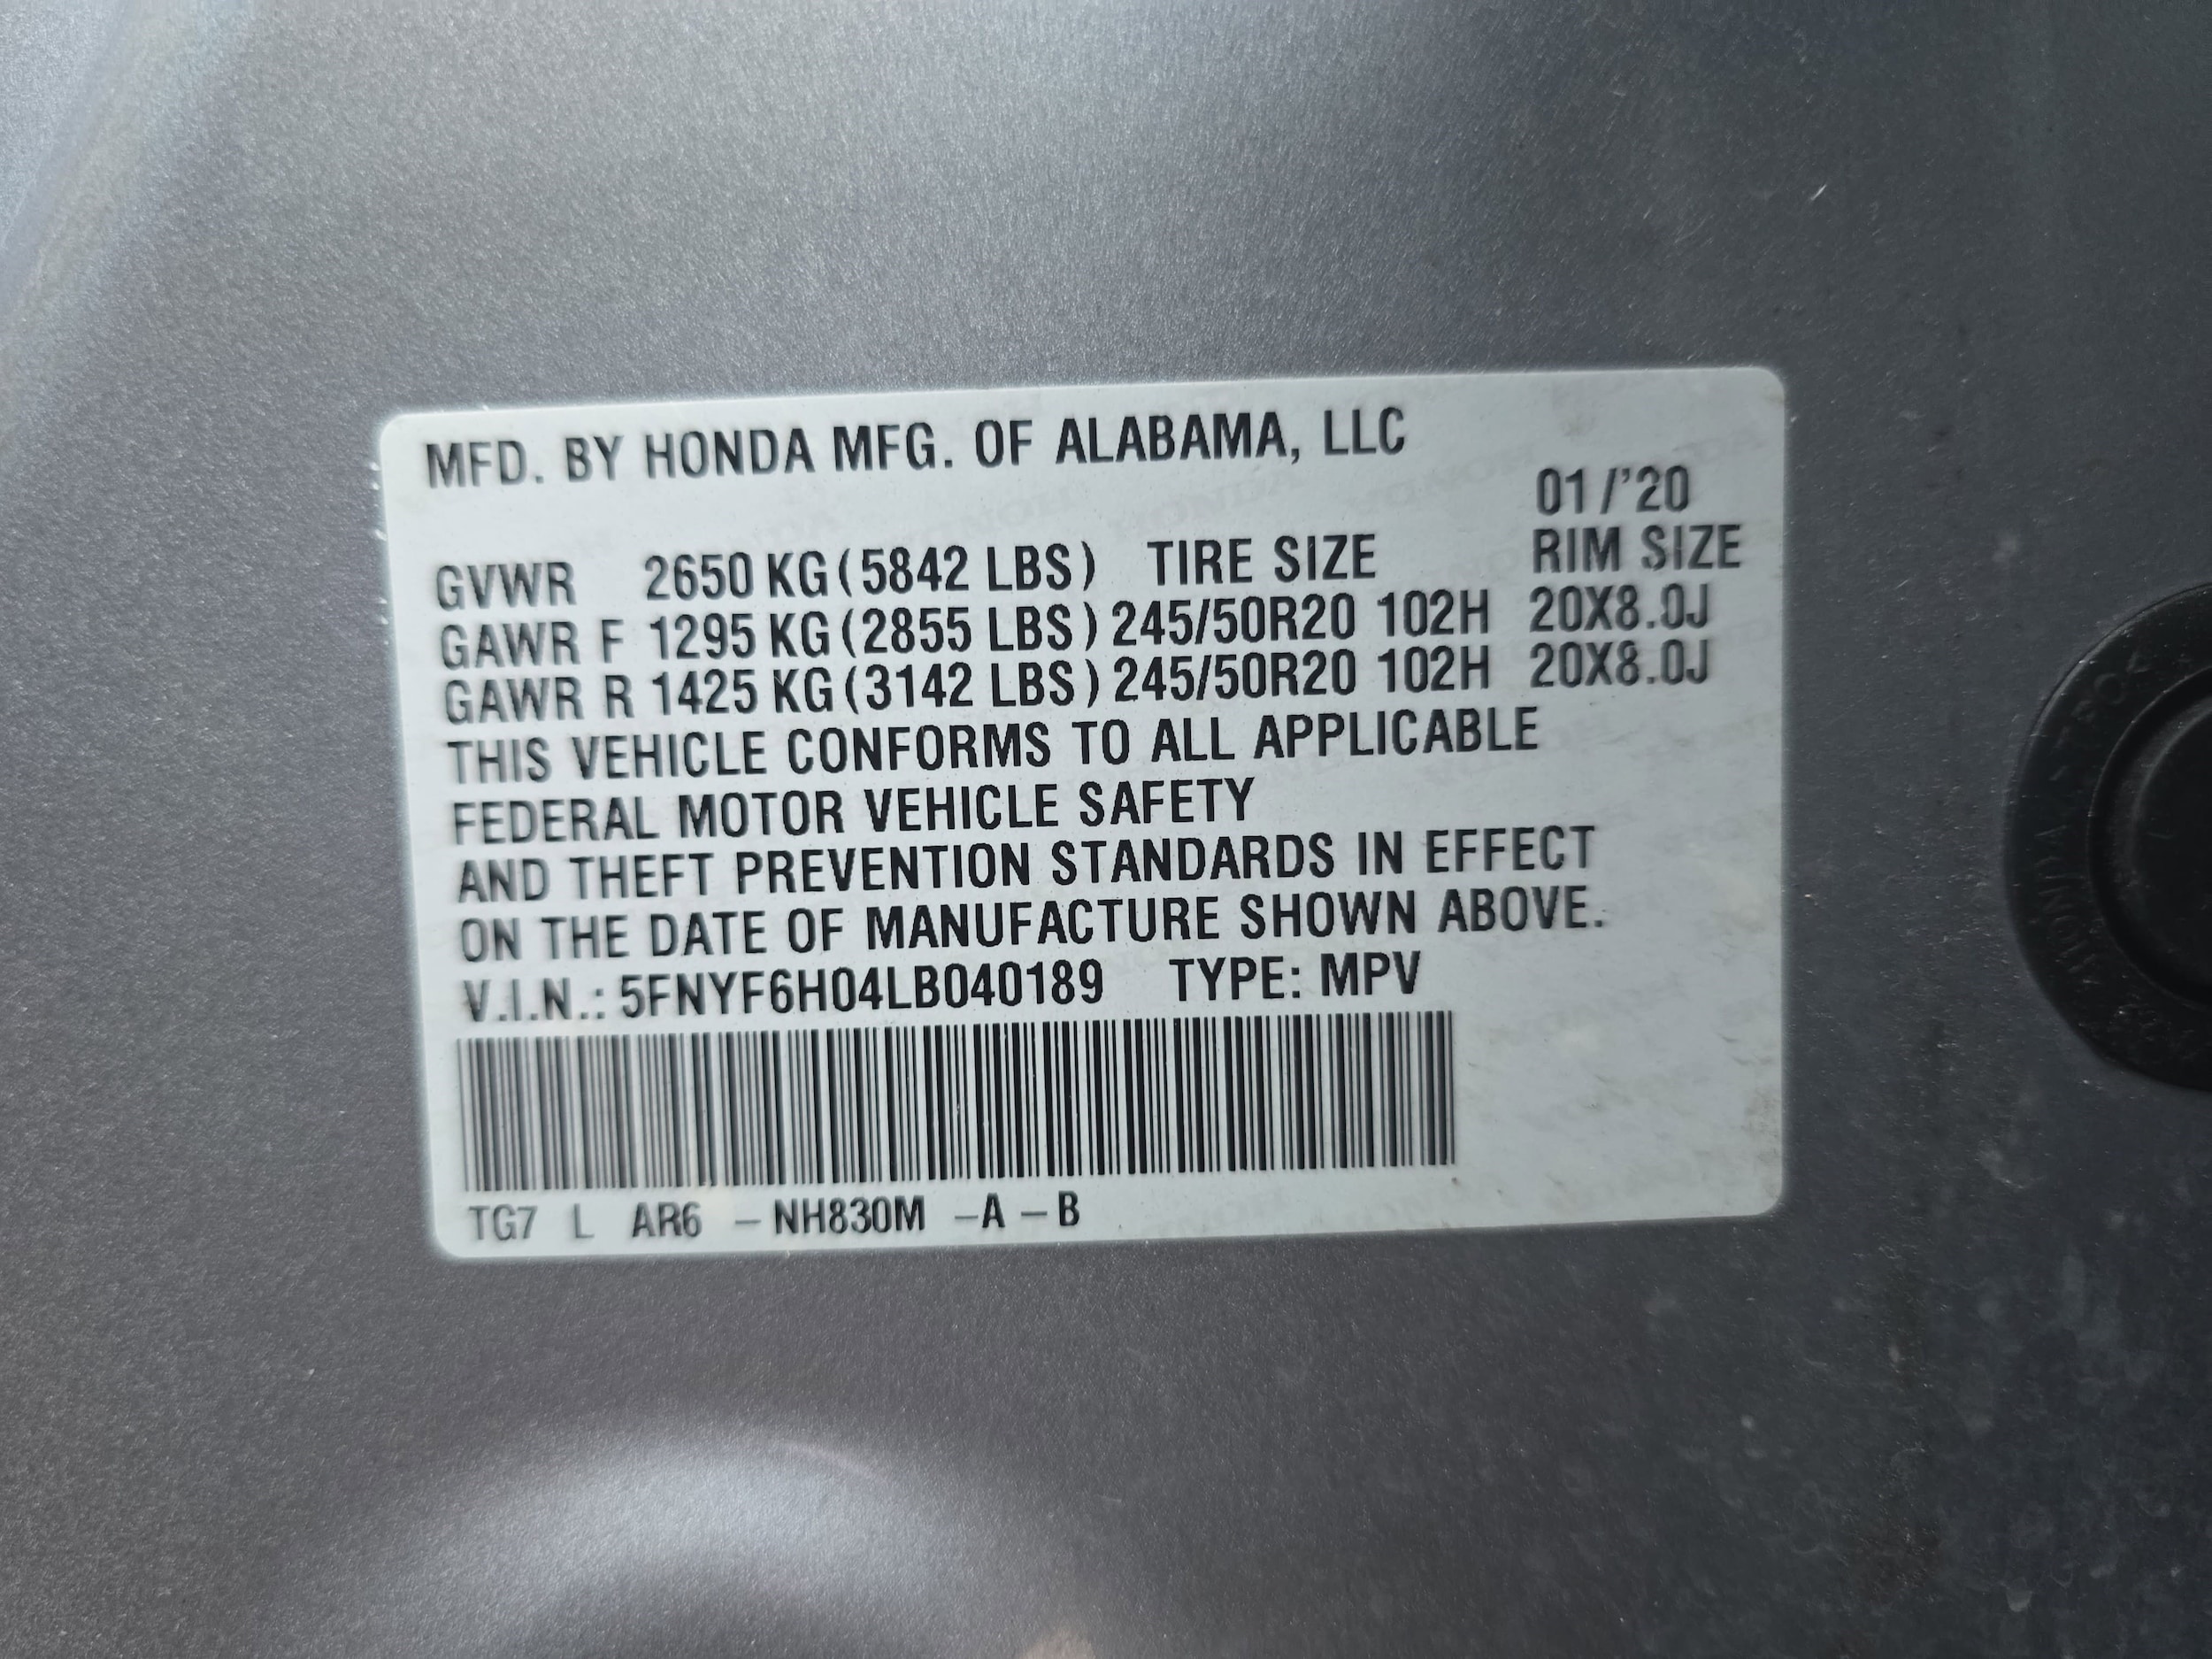 MFD. BY HONDA MFG. OF ALABAMA, LLC
01/'20
GVWR 2650 KG (5842 LBS) TIRE SIZE RIM SIZE
GAWR F 1295 KG (2855 LBS) 245/50R20 102H 20X8.0J
GAWR R 1425 KG (3142 LBS) 245/50R20 102H 20X8.0J
THIS VEHICLE CONFORMS TO ALL APPLICABLE
FEDERAL MOTOR VEHICLE SAFETY
AND THEFT PREVENTION STANDARDS IN EFFECT
ON THE DATE OF MANUFACTURE SHOWN ABOVE.
V.I.N.: 5FNYF6H04LB040189 TYPE: MPV
TG7 L AR6 – NH830M –A – B